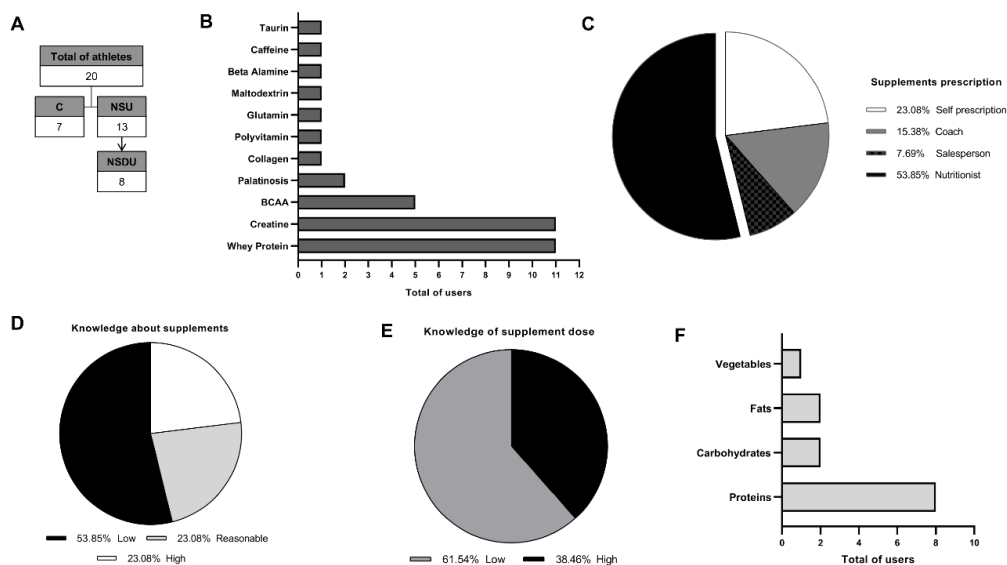 A
Total of athletes
20
C
NSU
7
13
NSDU
8
B
Taurin
Caffeine
Beta Alamine
Maltodextrin
Glutamin
Polyvitamin
Collagen
Palatinosis
BCAA
Creatine
Whey Protein
0 1 2 3 4 5 6 7 8 9 10 11 12
Total of users
C
Supplements prescription
23.08% Self prescription
15.38% Coach
7.69% Salesperson
53.85% Nutritionist
D
Knowledge about supplements
53.85% Low
23.08% Reasonable
23.08% High
E
Knowledge of supplement dose
61.54% Low
38.46% High
F
Vegetables
Fats
Carbohydrates
Proteins
0 2 4 6 8 10
Total of users